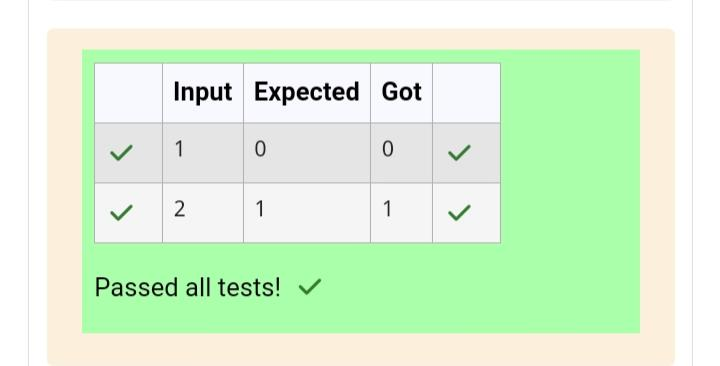 Input Expected Got
1 0 0
2 1 1
Passed all tests!